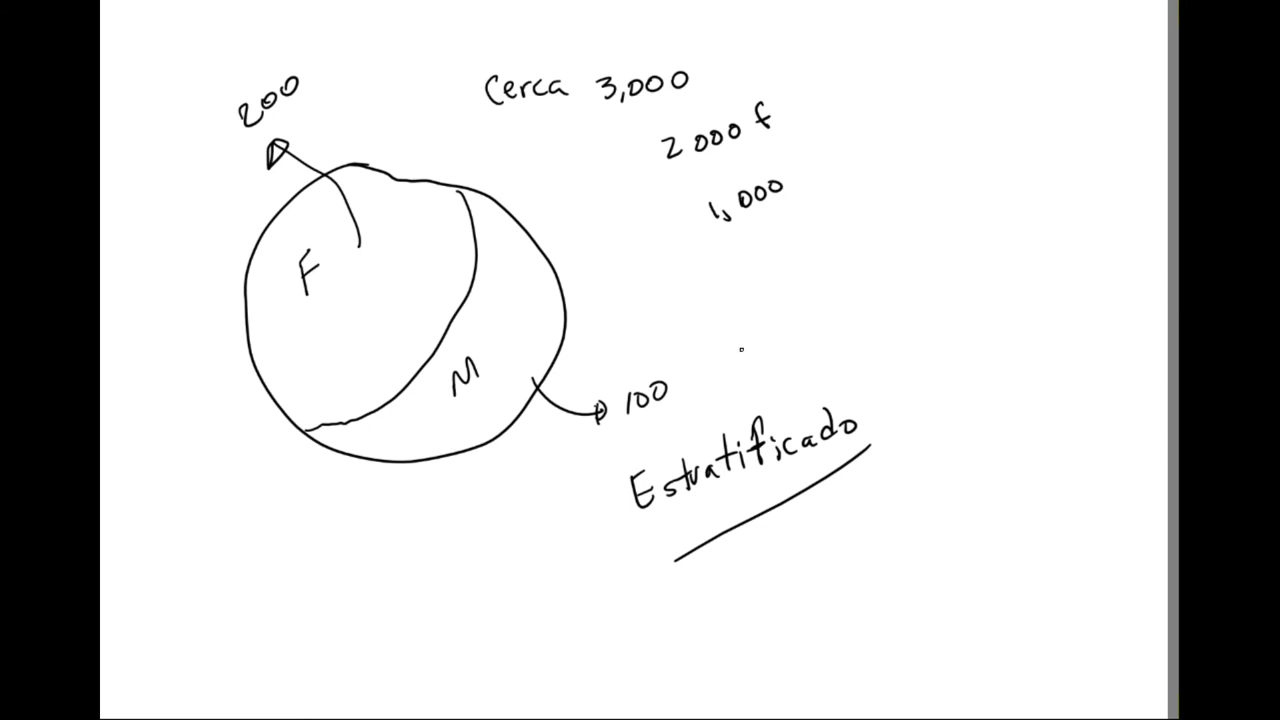 200
Cerca 3,000
2000 f
1,000
F
M
100
Estratificado